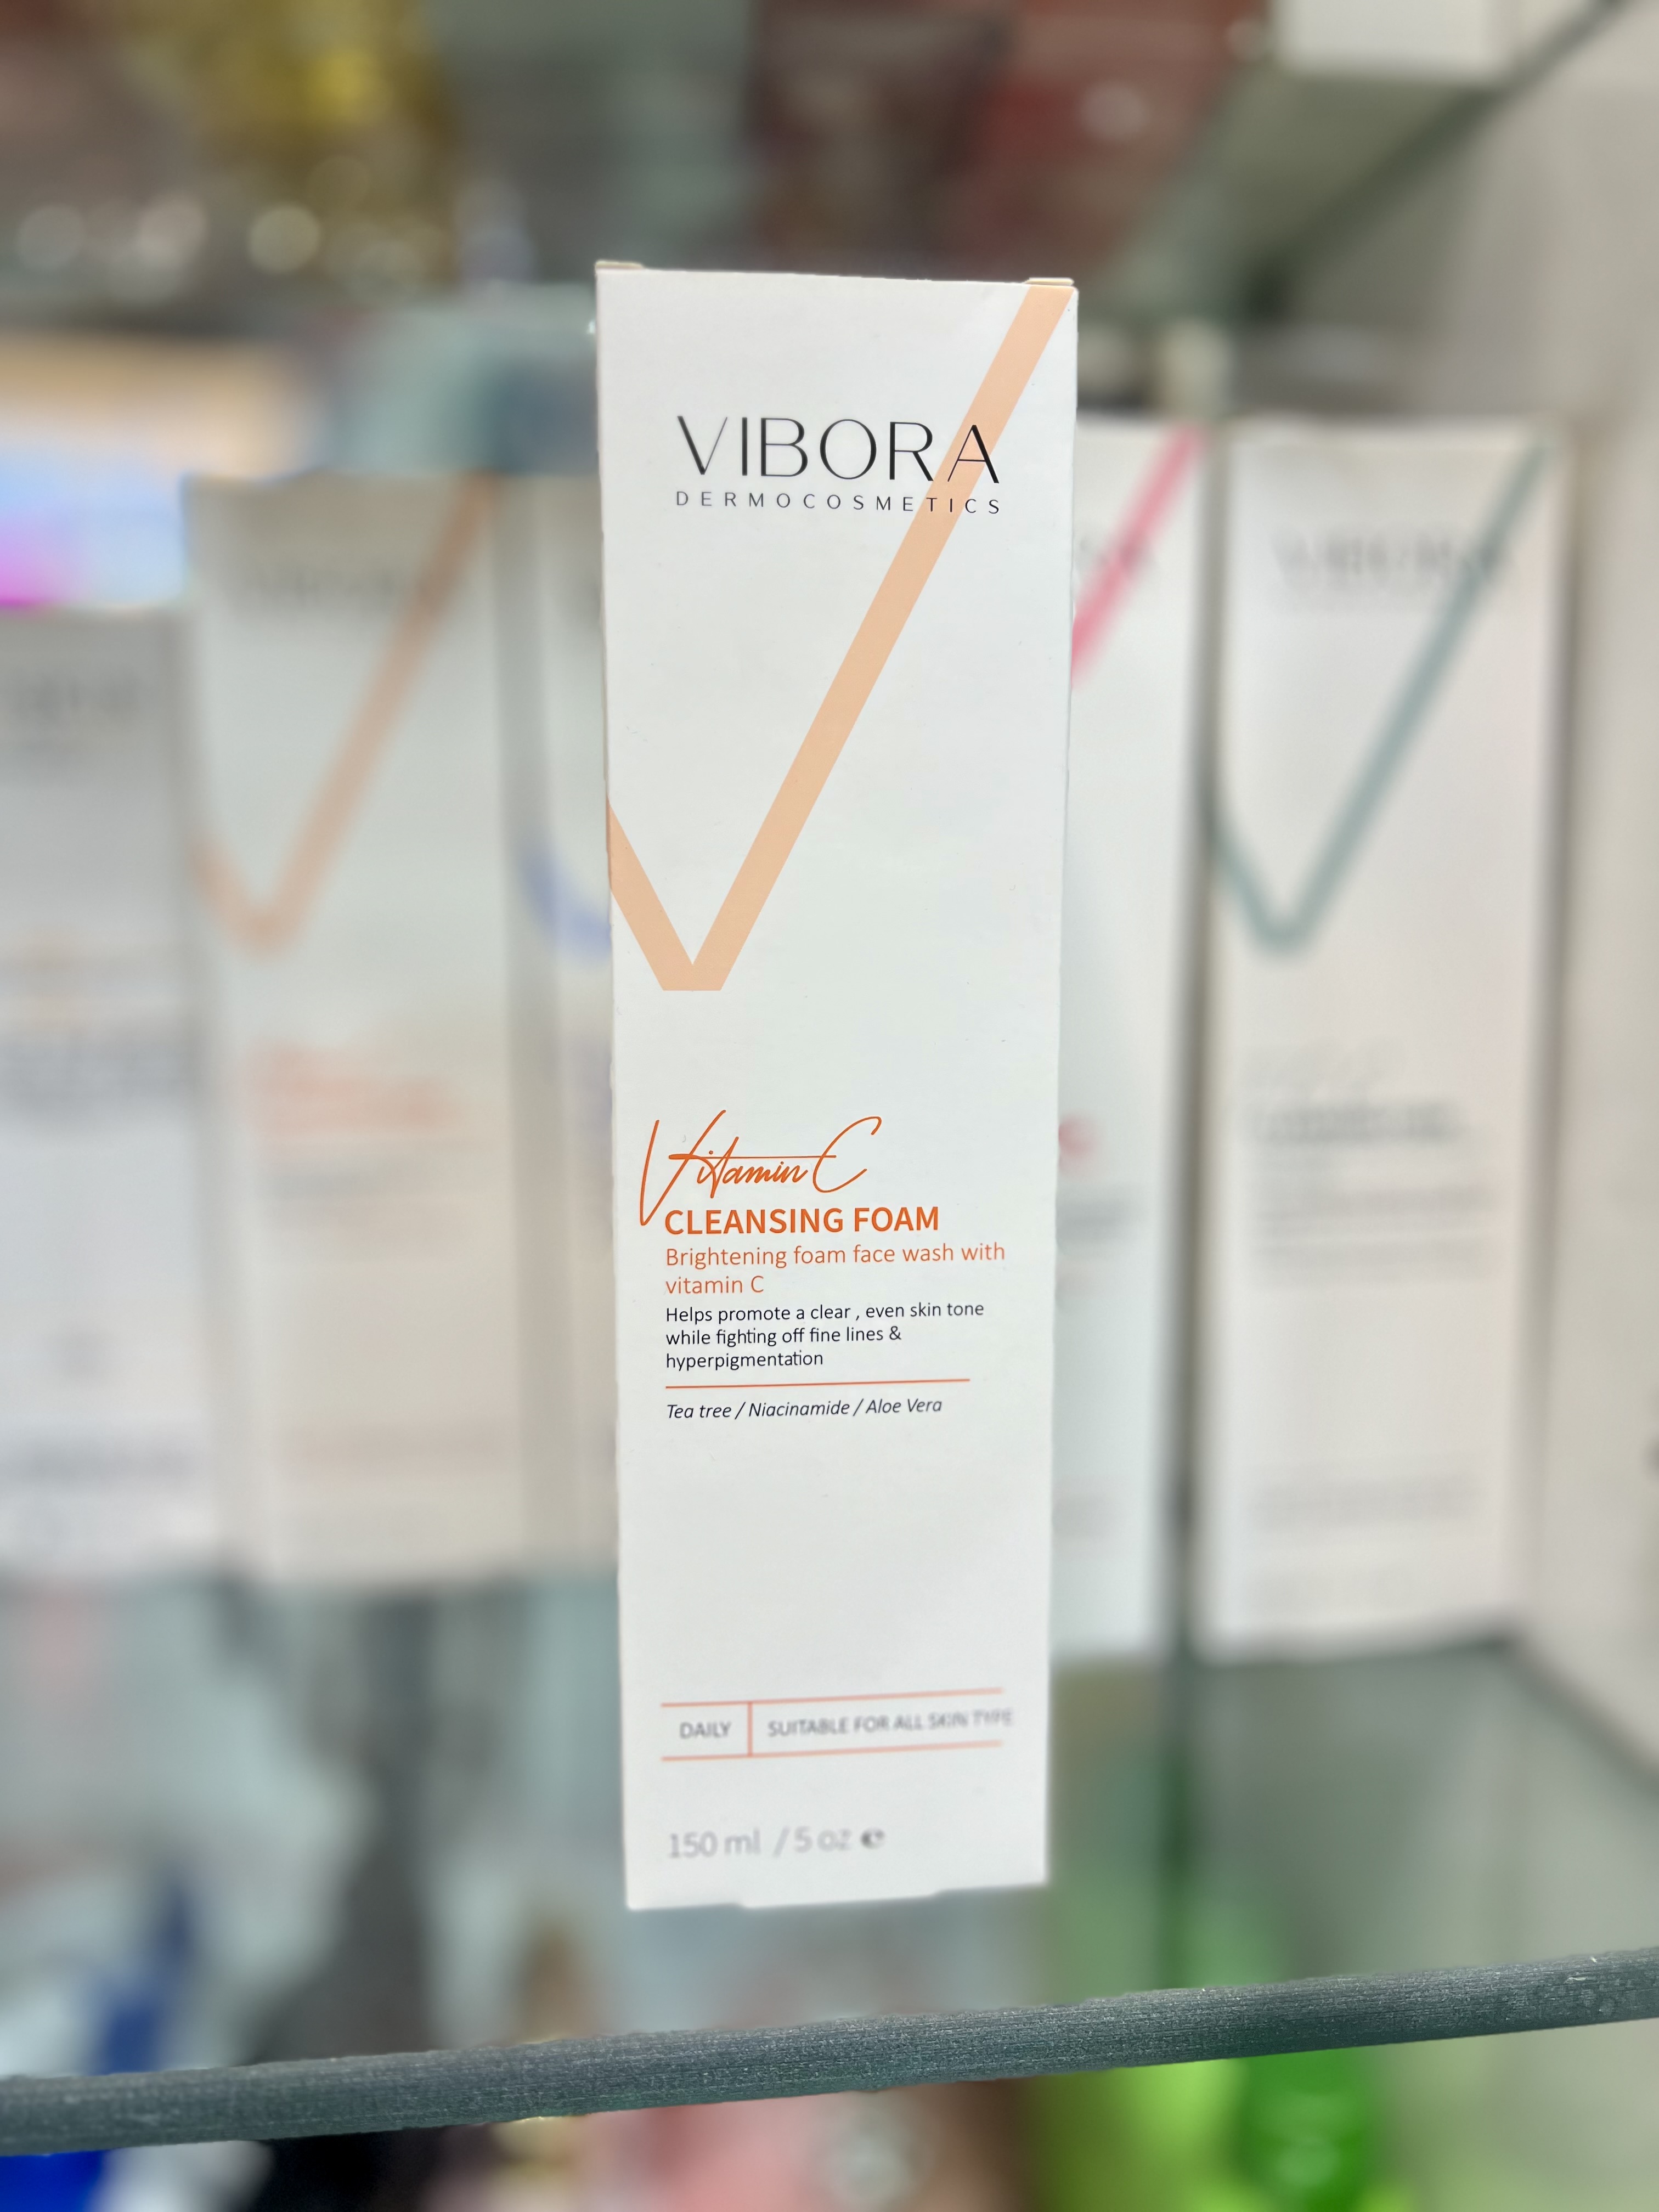 VIBORA
DERMOCOSMETICS
Vitamin C
CLEANSING FOAM
Brightening foam face wash with
vitamin C
Helps promote a clear , even skin tone
while fighting off fine lines &
hyperpigmentation
Tea tree / Niacinamide / Aloe Vera
DAILY
SUITABLE FOR ALL SKIN TYPE
150 ml / 5 oz ℮